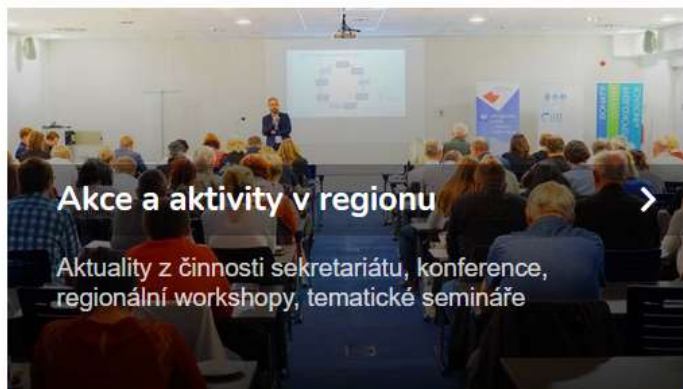 Akce a aktivity v regionu
Aktuality z činnosti sekretariátu, konference,
regionální workshopy, tematické semináře